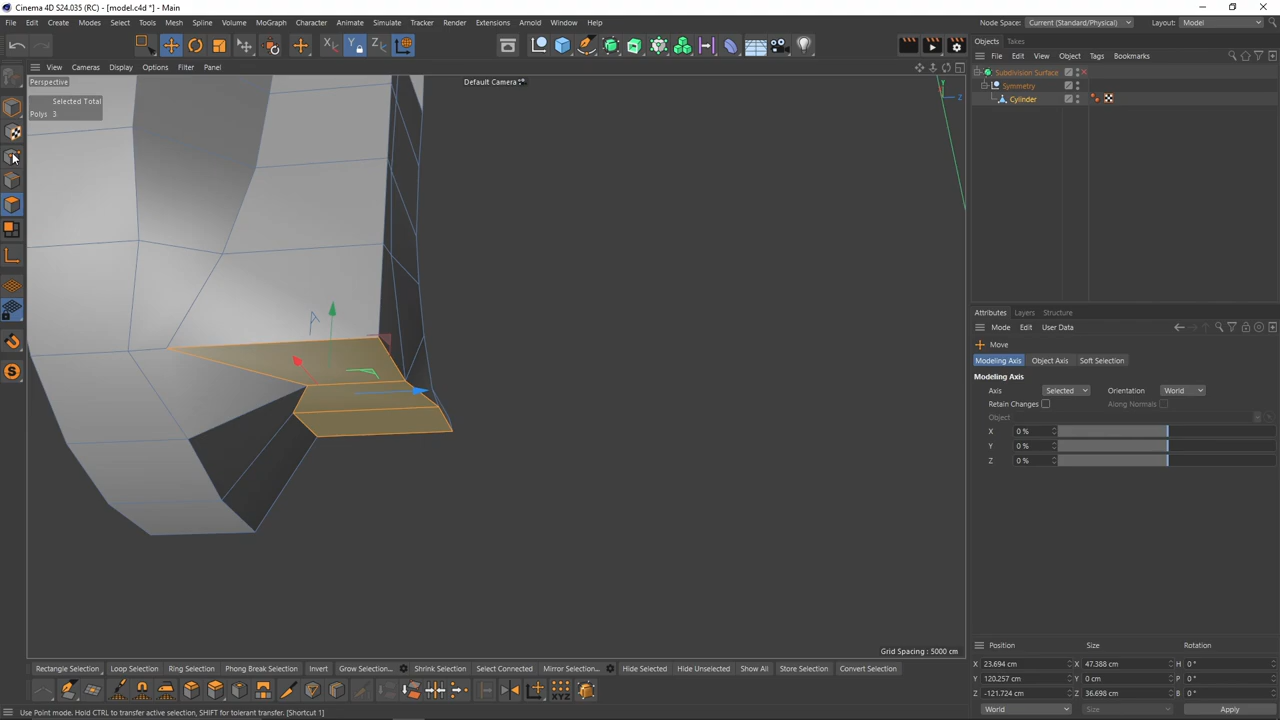 Cinema 4D S24.035 (RC) - [model.c4d *] - Main
File Edit Create Modes Select Tools Mesh Spline Volume MoGraph Character Animate Simulate Tracker Render Extensions Arnold Window Help
Node Space: Current (Standard/Physical) Layout: Model
X Y Z
Objects Takes
File Edit View Object Tags Bookmarks
View Cameras Display Options Filter Panel
Perspective
Default Camera
Selected Total
Polys 3
Y
Z
Subdivision Surface
Symmetry
Cylinder
S
Attributes Layers Structure
Mode Edit User Data
Move
Modeling Axis Object Axis Soft Selection
Modeling Axis
Axis Selected Orientation World
Retain Changes Along Normals
Object
X 0 %
Y 0 %
Z 0 %
Grid Spacing : 5000 cm
Position Size Rotation
X 23.694 cm X 47.388 cm H 0 °
Y 120.257 cm Y 0 cm P 0 °
Z -121.724 cm Z 36.698 cm B 0 °
World Size Apply
Rectangle Selection Loop Selection Ring Selection Phong Break Selection Invert Grow Selection... Shrink Selection Select Connected Mirror Selection... Hide Selected Hide Unselected Show All Store Selection Convert Selection
XYZ
Use Point mode. Hold CTRL to transfer active selection, SHIFT for tolerant transfer. [Shortcut 1]